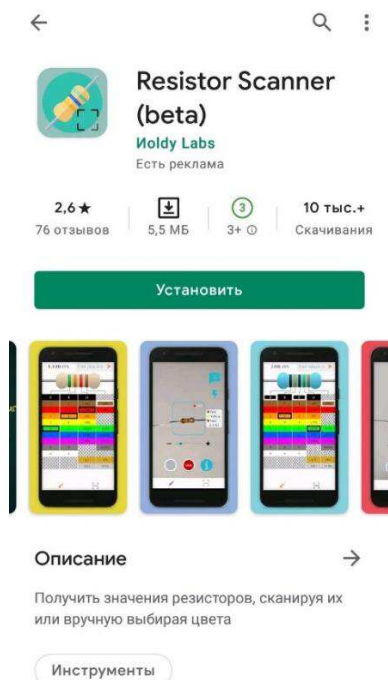 Resistor Scanner
(beta)
Иoldy Labs
Есть реклама
2,6★
76 отзывов
5,5 МБ
3
3+
10 тыс.+
Скачивания
Установить
Описание
Получить значения резисторов, сканируя их
или вручную выбирая цвета
Инструменты